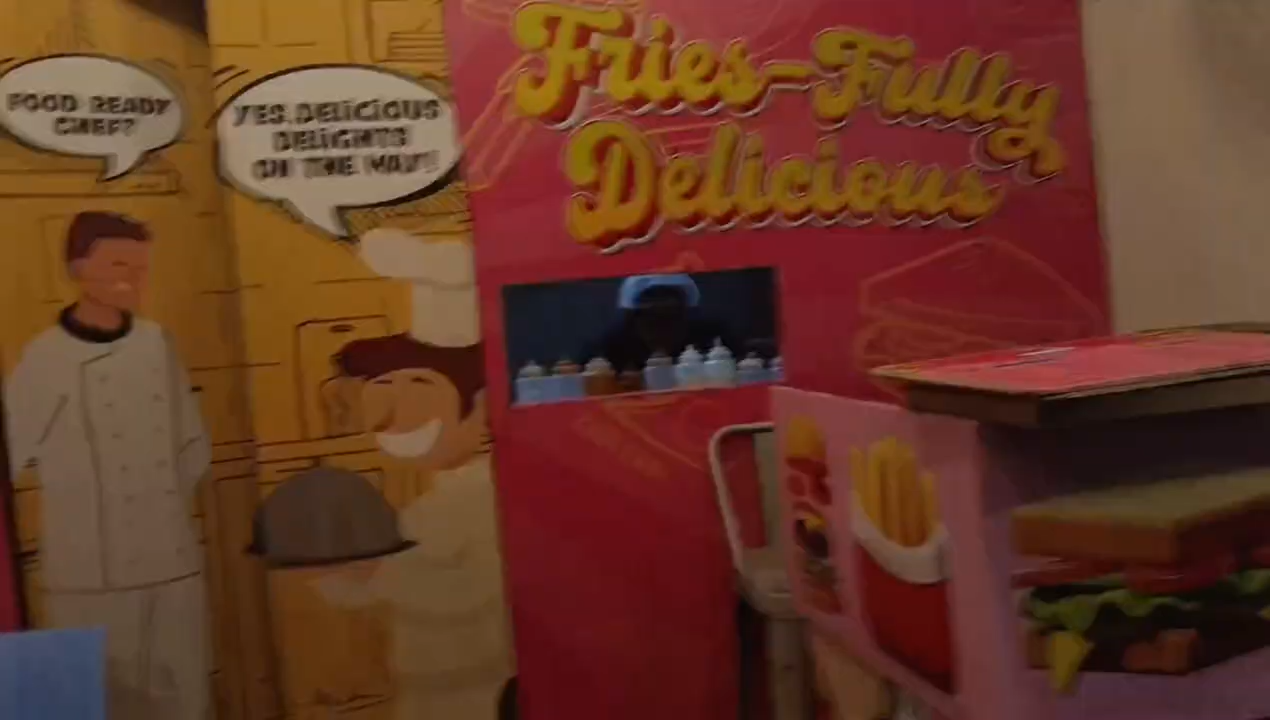 FOOD READY
CHEF?
YES.DELICIOUS
DELIGHTS
ON THE WAY!
Fries-Fully
Delicious